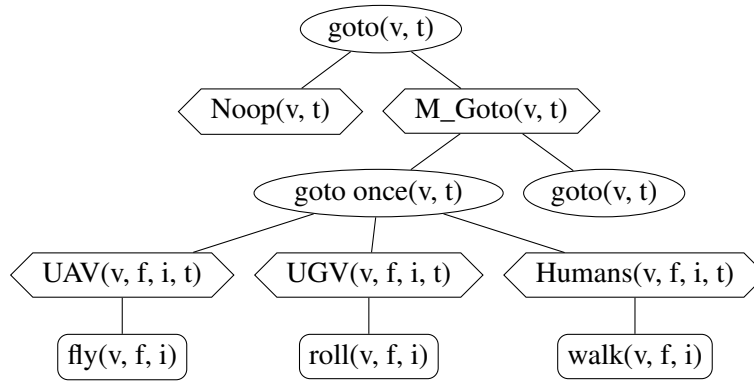 goto(v, t)
Noop(v, t)
M_Goto(v, t)
goto once(v, t)
goto(v, t)
UAV(v, f, i, t)
UGV(v, f, i, t)
Humans(v, f, i, t)
fly(v, f, i)
roll(v, f, i)
walk(v, f, i)